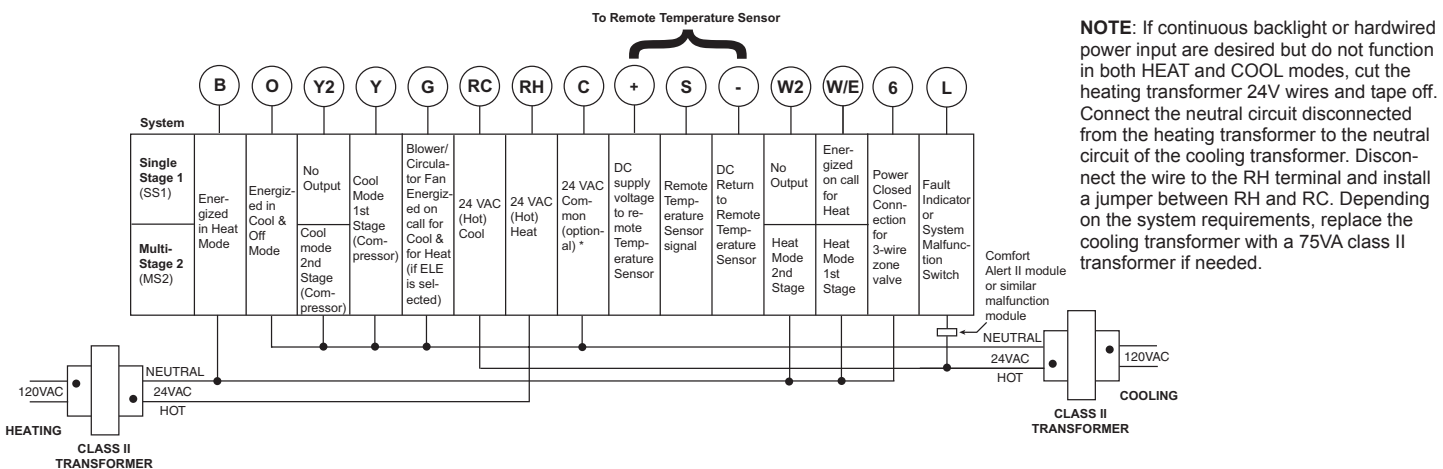 To Remote Temperature Sensor
B O Y2 Y G RC RH C + S - W2 W/E 6 L
System
Single
Stage 1
(SS1)
Multi-
Stage 2
(MS2)
Ener-
gized
in Heat
Mode
Energiz-
ed in
Cool &
Off
Mode
No
Output
Cool
mode
2nd
Stage
(Com-
pressor)
Cool
Mode
1st
Stage
(Com-
pressor)
Blower/
Circula-
tor Fan
Energiz-
ed on
call for
Cool &
for Heat
(if ELE
is sel-
ected)
24 VAC
(Hot)
Cool
24 VAC
(Hot)
Heat
24 VAC
Com-
mon
(option-
al) *
DC
supply
voltage
to re-
mote
Temp-
erature
Sensor
Remote
Temp-
erature
Sensor
signal
DC
Return
to
Remote
Temp-
erature
Sensor
No
Output
Heat
Mode
2nd
Stage
Ener-
gized
on call
for
Heat
Heat
Mode
1st
Stage
Power
Closed
Conn-
ection
for
3-wire
zone
valve
Fault
Indicator
or
System
Malfunc-
tion
Switch
Comfort
Alert II module
or similar
malfunction
module
NEUTRAL
24VAC
HOT
120VAC
COOLING
CLASS II
TRANSFORMER
NEUTRAL
120VAC
24VAC
HOT
HEATING
CLASS II
TRANSFORMER
NOTE: If continuous backlight or hardwired
power input are desired but do not function
in both HEAT and COOL modes, cut the
heating transformer 24V wires and tape off.
Connect the neutral circuit disconnected
from the heating transformer to the neutral
circuit of the cooling transformer. Discon-
nect the wire to the RH terminal and install
a jumper between RH and RC. Depending
on the system requirements, replace the
cooling transformer with a 75VA class II
transformer if needed.